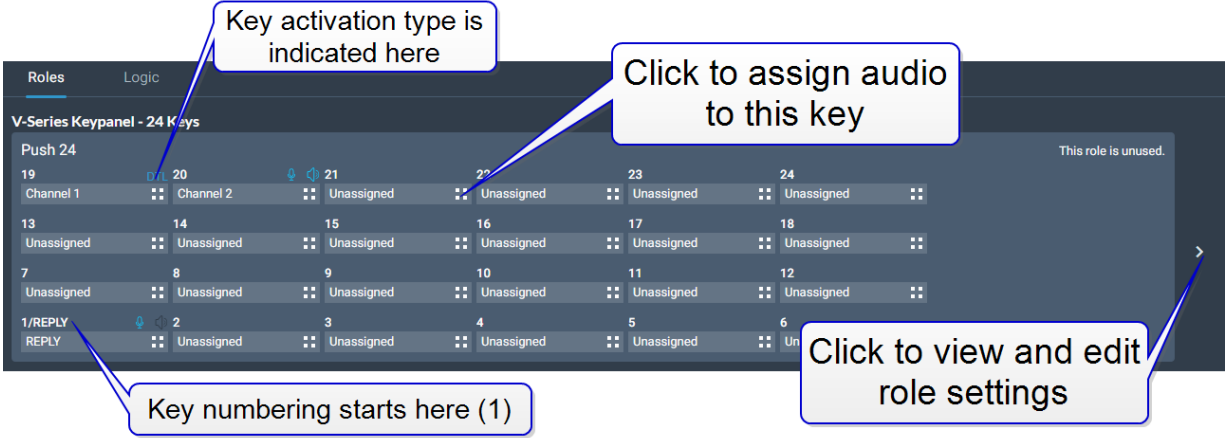 Key activation type is
indicated here
Click to assign audio
to this key
Roles Logic
V-Series Keypanel - 24 Keys
Push 24 This role is unused.
19 DTL 20 21 22 23 24
Channel 1 Channel 2 Unassigned Unassigned Unassigned Unassigned
13 14 15 16 17 18
Unassigned Unassigned Unassigned Unassigned Unassigned Unassigned
7 8 9 10 11 12
Unassigned Unassigned Unassigned Unassigned Unassigned Unassigned
1/REPLY 2 3 4 5 6
REPLY Unassigned Unassigned Unassigned Unassigned Un
Click to view and edit
role settings
Key numbering starts here (1)